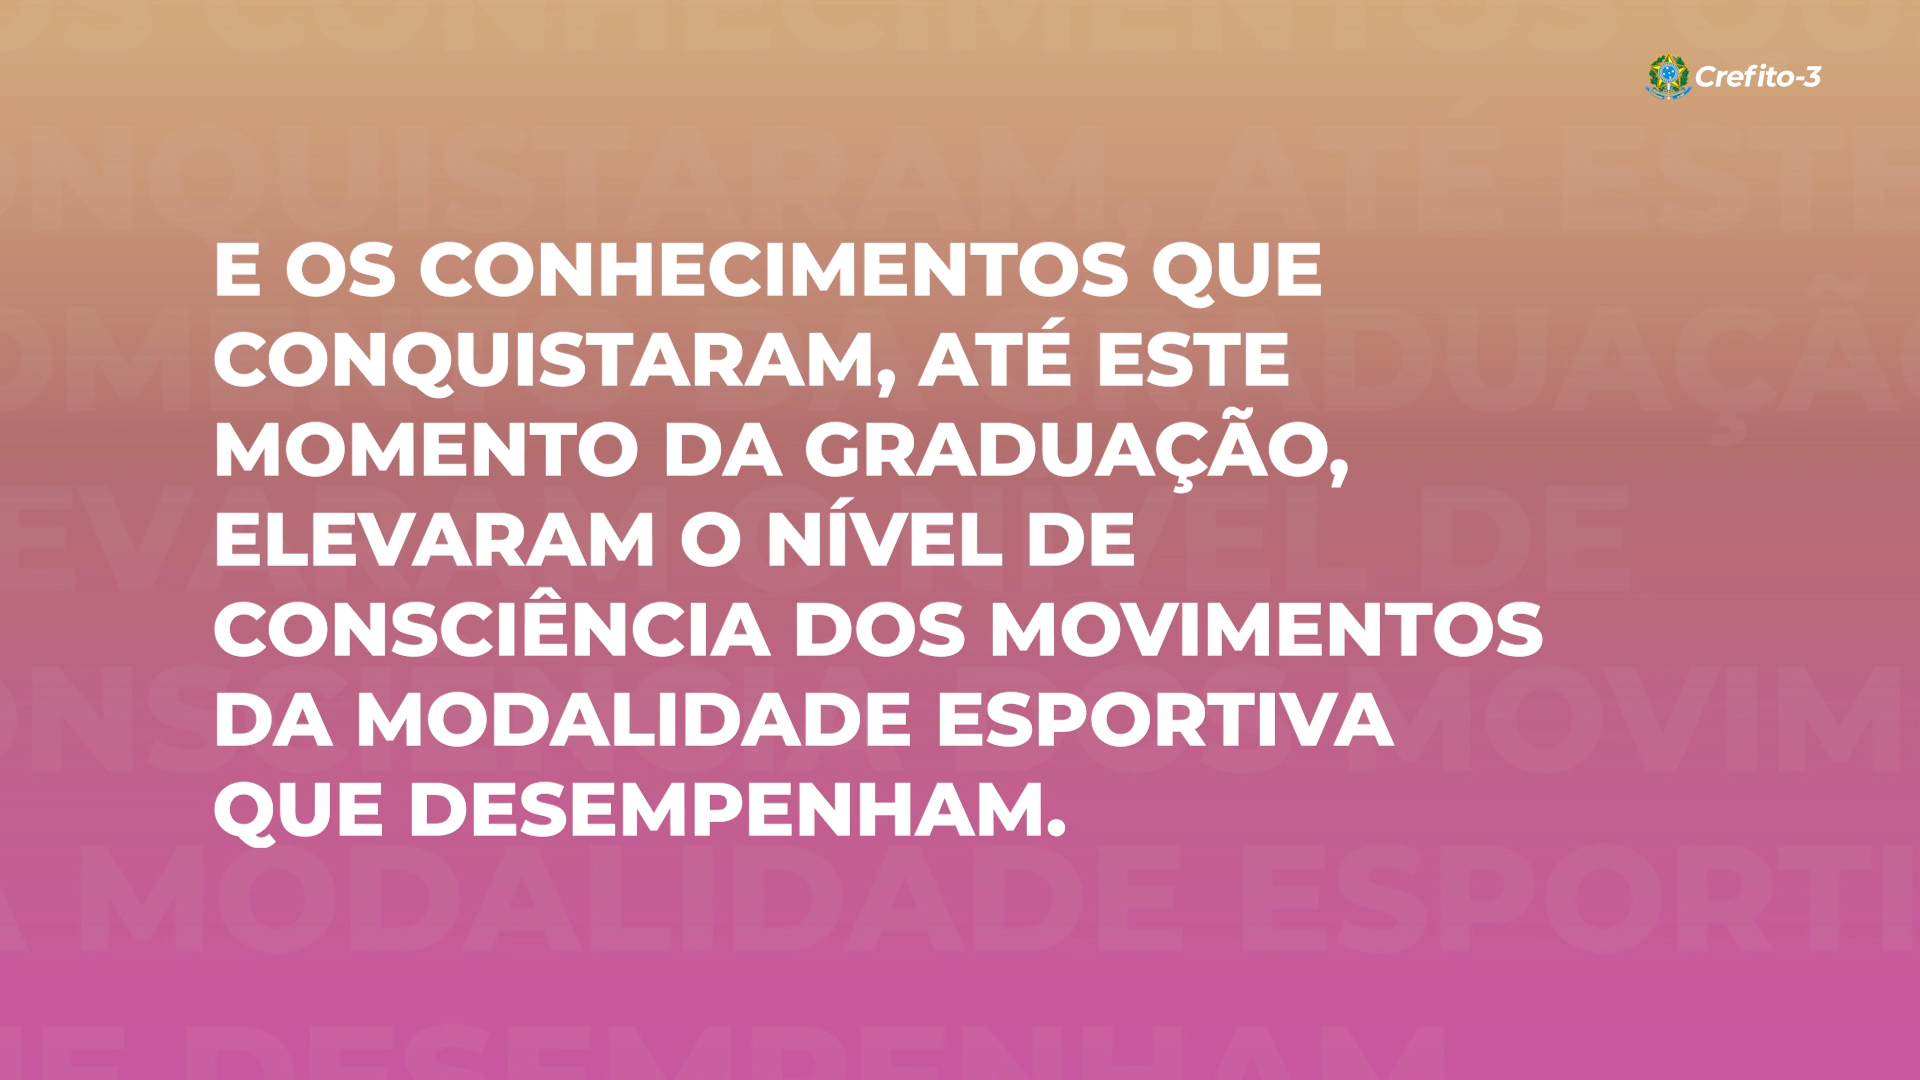 Crefito-3
E OS CONHECIMENTOS QUE
CONQUISTARAM, ATÉ ESTE
MOMENTO DA GRADUAÇÃO,
ELEVARAM O NÍVEL DE
CONSCIÊNCIA DOS MOVIMENTOS
DA MODALIDADE ESPORTIVA
QUE DESEMPENHAM.